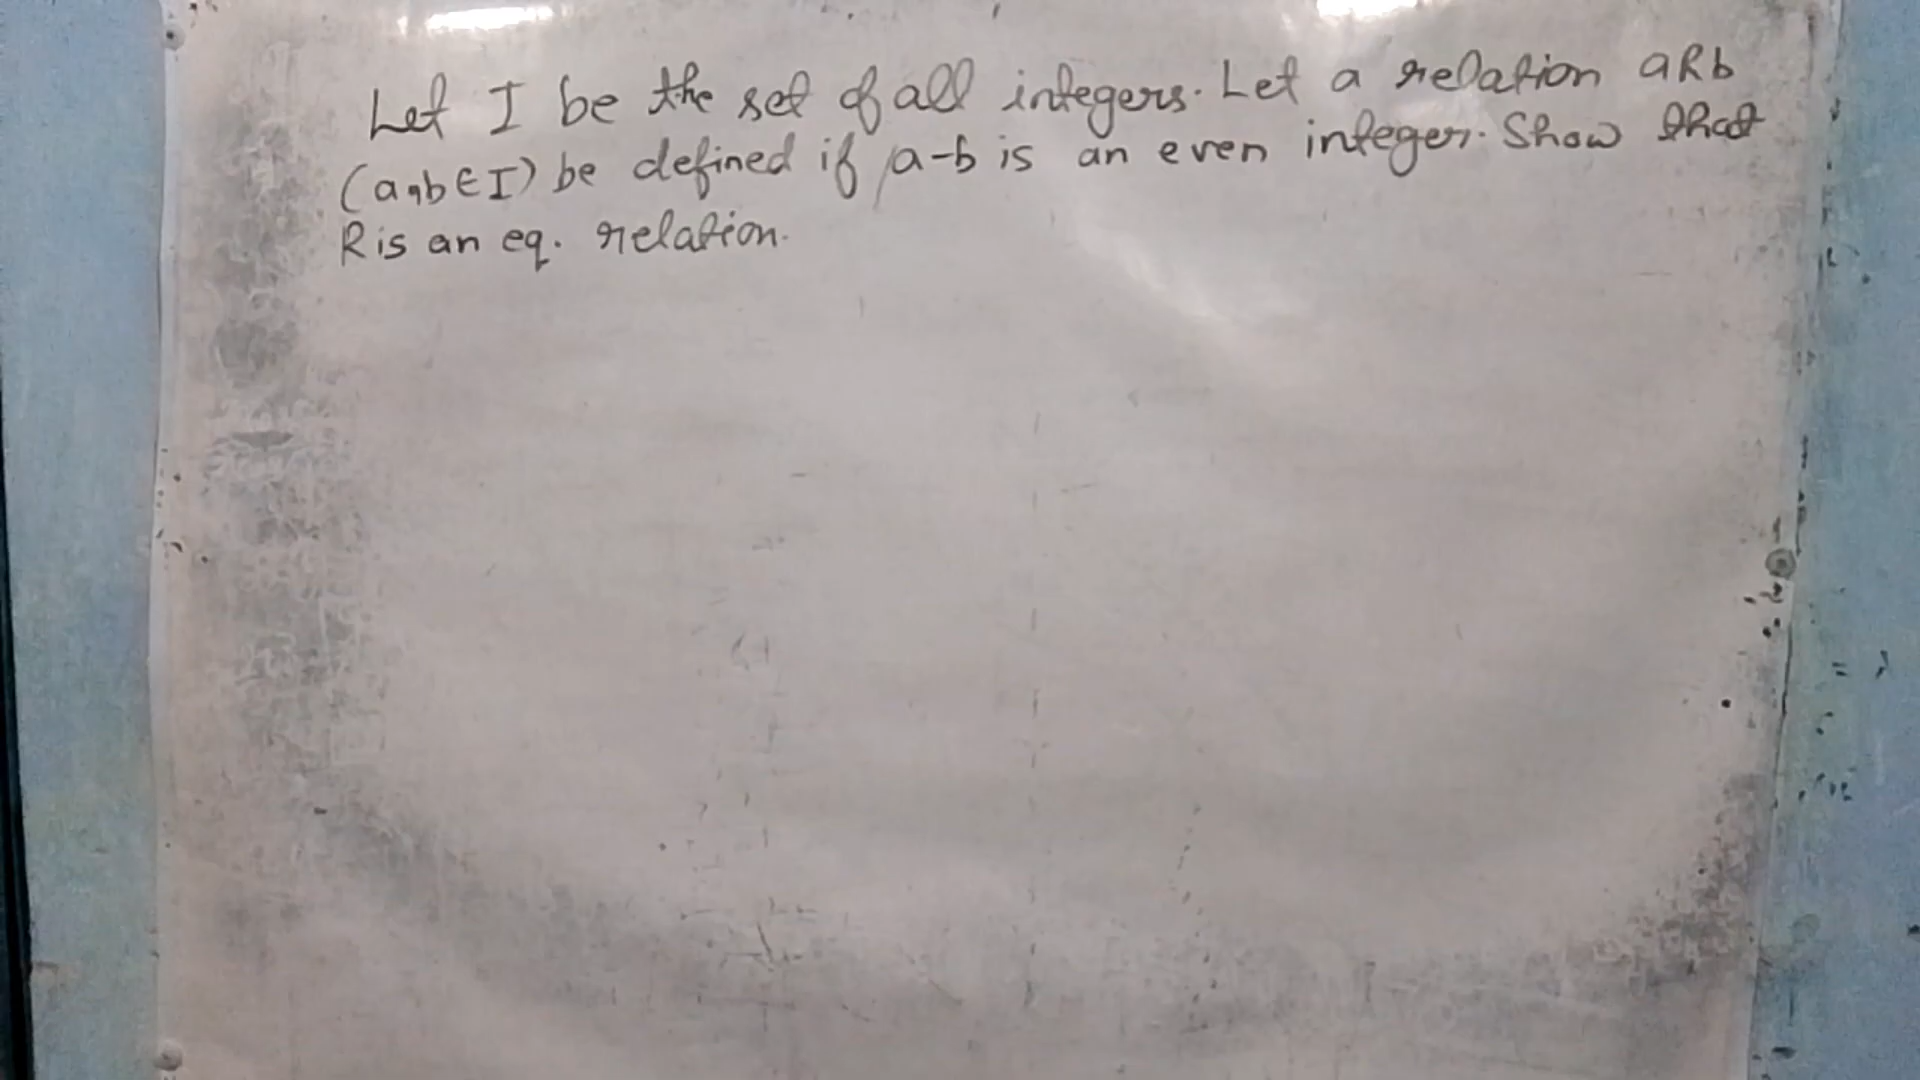 Let I be the set of all integers. Let a relation aRb
(a,b∈I) be defined if a-b is an even integer. Show that
R is an eq. relation.